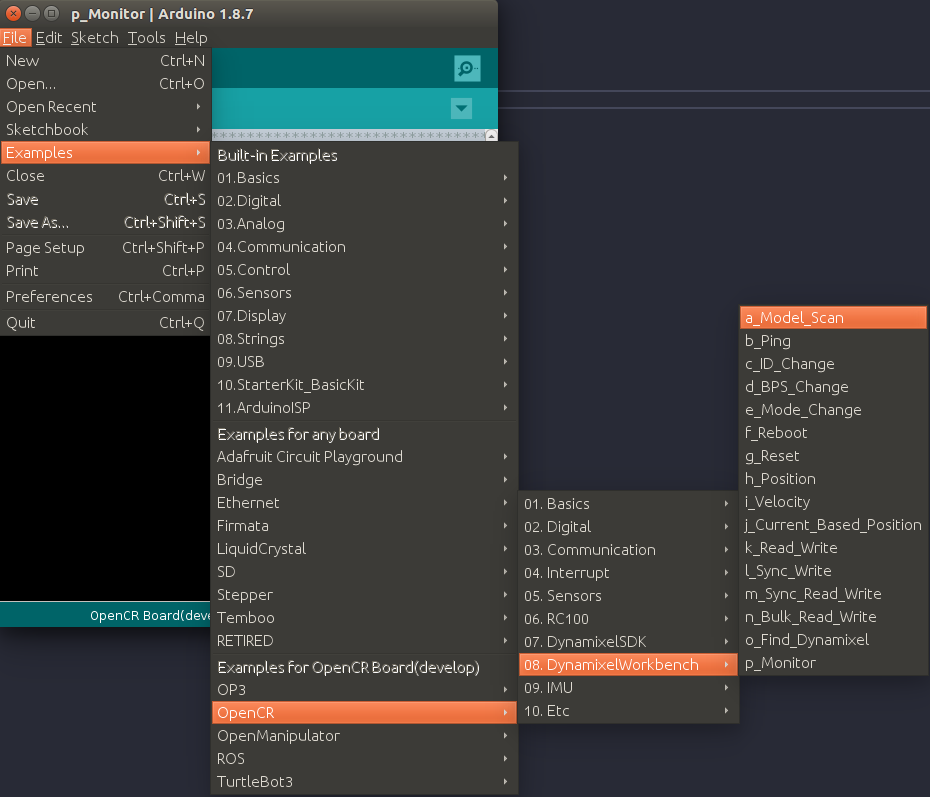 p_Monitor | Arduino 1.8.7
File Edit Sketch Tools Help
New Ctrl+N
Open... Ctrl+O
Open Recent
Sketchbook
Examples
Close Ctrl+W
Save Ctrl+S
Save As... Ctrl+Shift+S
Page Setup Ctrl+Shift+P
Print Ctrl+P
Preferences Ctrl+Comma
Quit Ctrl+Q
OpenCR Board(deve
Built-in Examples
01.Basics
02.Digital
03.Analog
04.Communication
05.Control
06.Sensors
07.Display
08.Strings
09.USB
10.StarterKit_BasicKit
11.ArduinoISP
Examples for any board
Adafruit Circuit Playground
Bridge
Ethernet
Firmata
LiquidCrystal
SD
Stepper
Temboo
RETIRED
Examples for OpenCR Board(develop)
OP3
OpenCR
OpenManipulator
ROS
TurtleBot3
01. Basics
02. Digital
03. Communication
04. Interrupt
05. Sensors
06. RC100
07. DynamixelSDK
08. DynamixelWorkbench
09. IMU
10. Etc
a_Model_Scan
b_Ping
c_ID_Change
d_BPS_Change
e_Mode_Change
f_Reboot
g_Reset
h_Position
i_Velocity
j_Current_Based_Position
k_Read_Write
l_Sync_Write
m_Sync_Read_Write
n_Bulk_Read_Write
o_Find_Dynamixel
p_Monitor